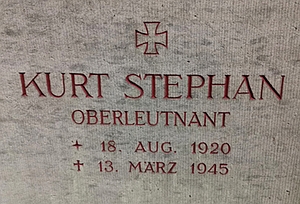 KURT STEPHAN
OBERLEUTNANT
✦ 18. AUG. 1920
✝ 13. MÄRZ 1945